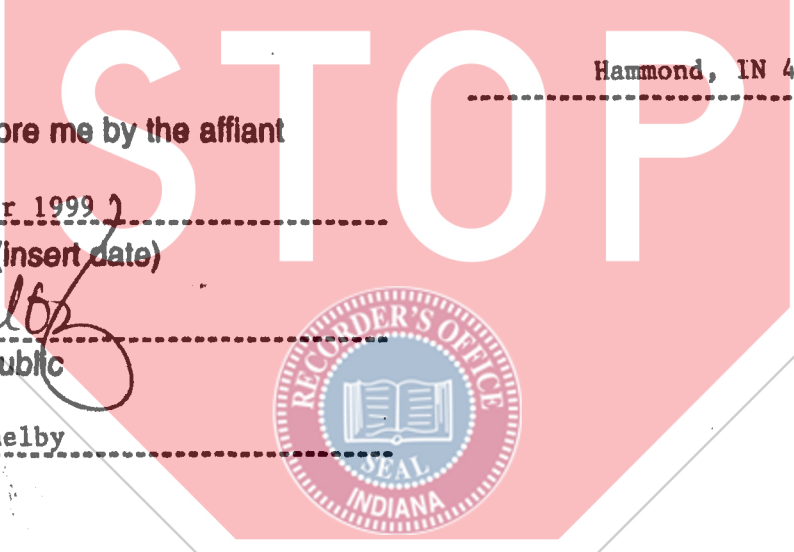 STOP
Hammond, IN 4
ore me by the affiant
r 1999
(insert date)
ublic
elby
RECORDER'S OFFICE
SEAL
INDIANA